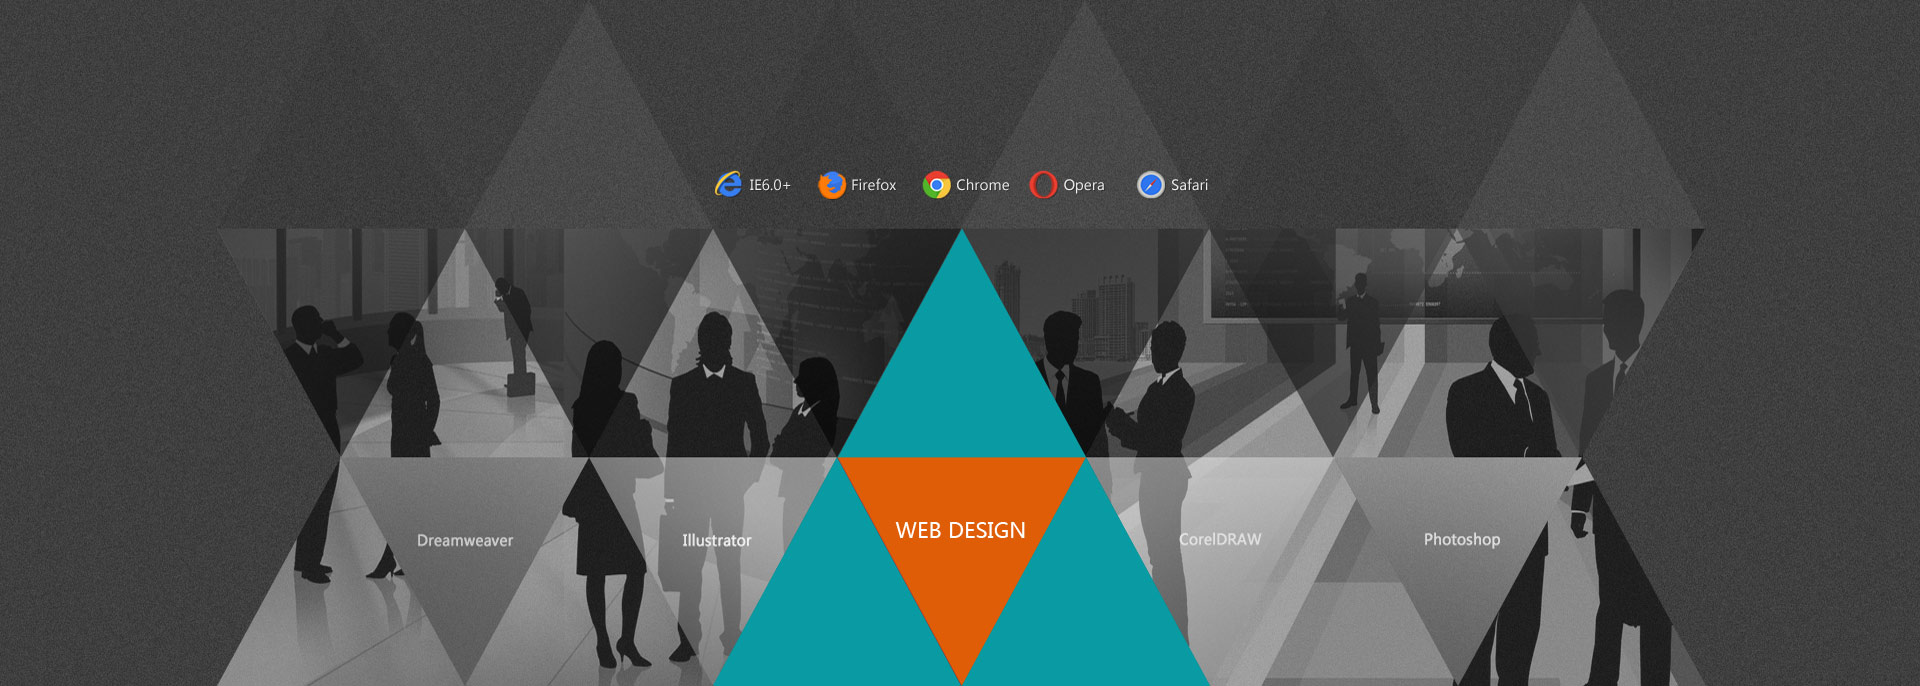 IE6.0+ Firefox Chrome Opera Safari
WEB DESIGN
Dreamweaver Illustrator CorelDRAW Photoshop